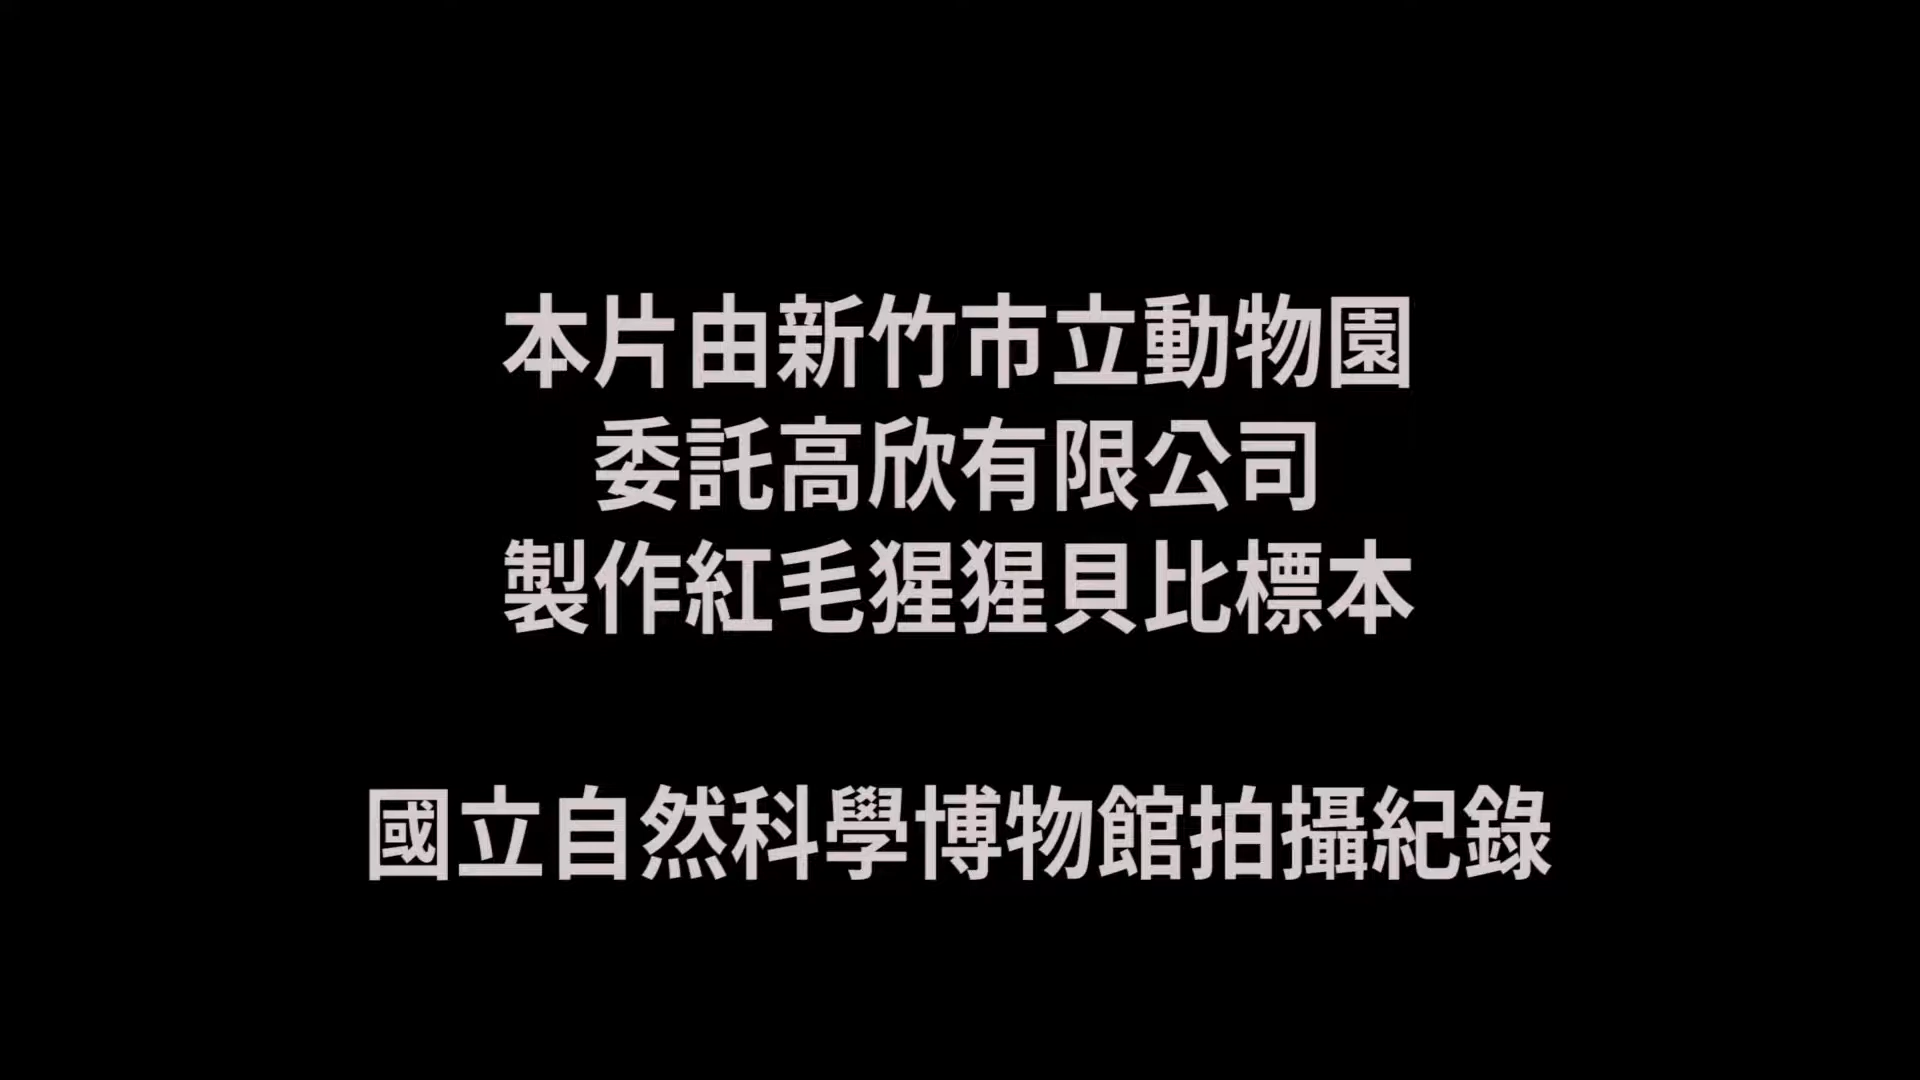 本片由新竹市立動物園
委託高欣有限公司
製作紅毛猩猩貝比標本
國立自然科學博物館拍攝紀錄